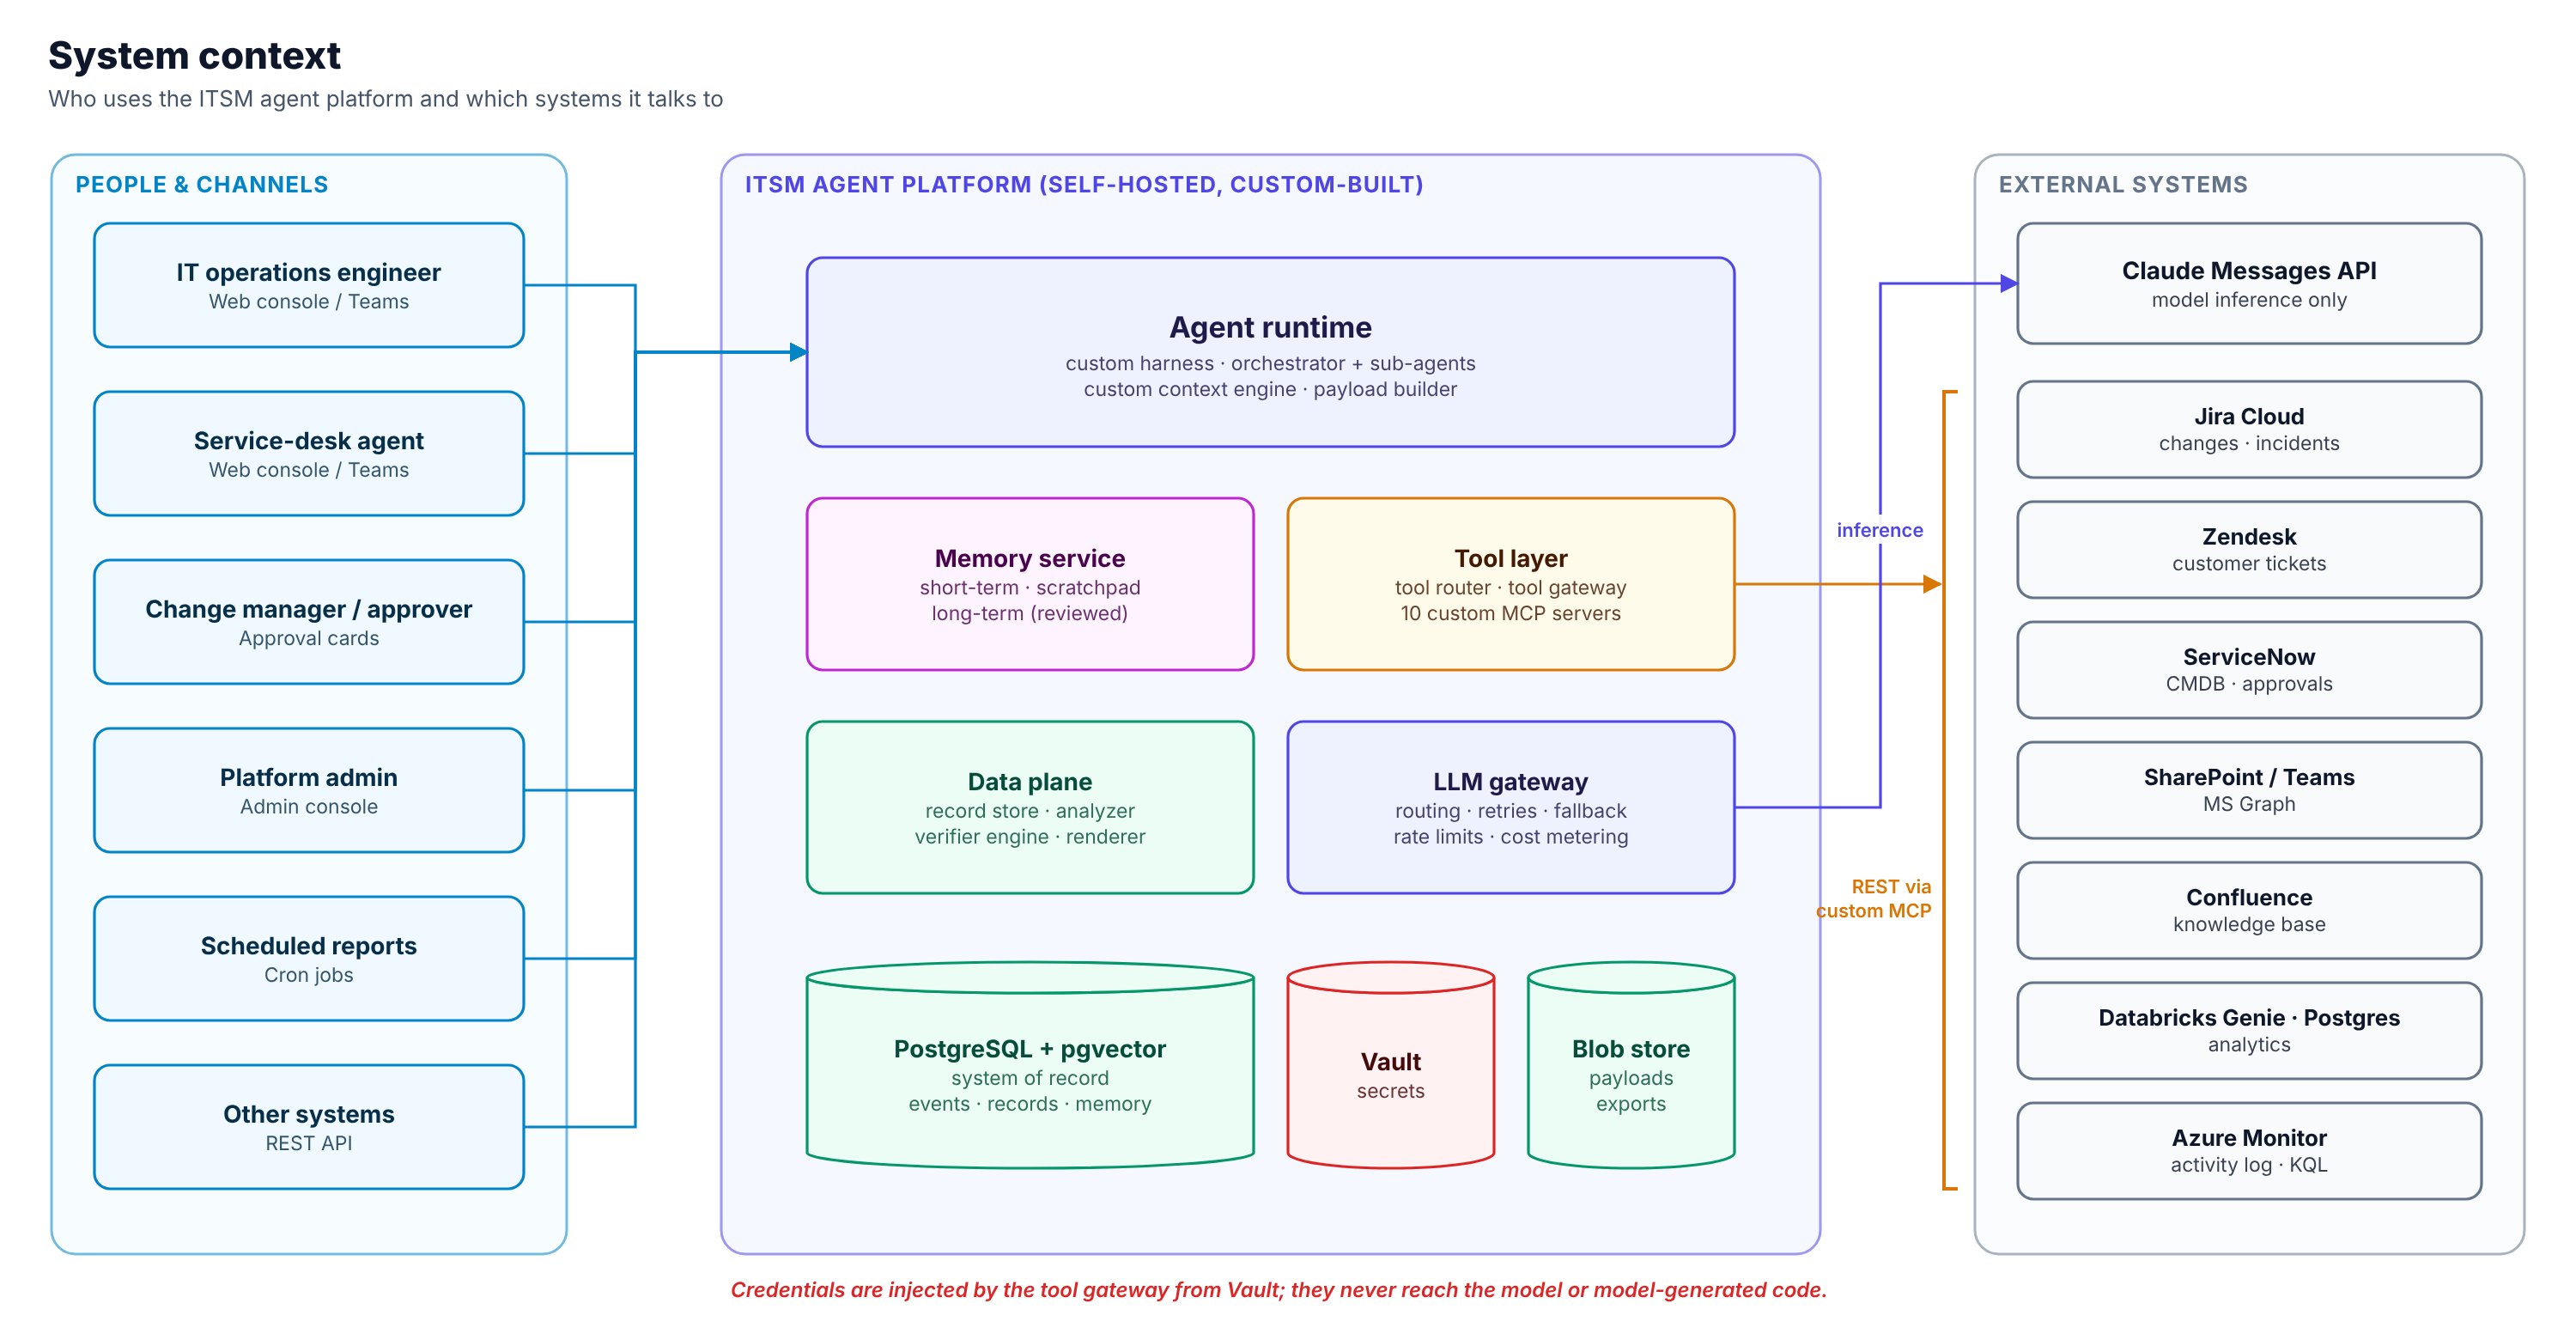 System context
Who uses the ITSM agent platform and which systems it talks to
PEOPLE & CHANNELS
IT operations engineer
Web console / Teams
Service-desk agent
Web console / Teams
Change manager / approver
Approval cards
Platform admin
Admin console
Scheduled reports
Cron jobs
Other systems
REST API
ITSM AGENT PLATFORM (SELF-HOSTED, CUSTOM-BUILT)
Agent runtime
custom harness · orchestrator + sub-agents
custom context engine · payload builder
Memory service
short-term · scratchpad
long-term (reviewed)
Tool layer
tool router · tool gateway
10 custom MCP servers
Data plane
record store · analyzer
verifier engine · renderer
LLM gateway
routing · retries · fallback
rate limits · cost metering
PostgreSQL + pgvector
system of record
events · records · memory
Vault
secrets
Blob store
payloads
exports
inference
REST via
custom MCP
EXTERNAL SYSTEMS
Claude Messages API
model inference only
Jira Cloud
changes · incidents
Zendesk
customer tickets
ServiceNow
CMDB · approvals
SharePoint / Teams
MS Graph
Confluence
knowledge base
Databricks Genie · Postgres
analytics
Azure Monitor
activity log · KQL
Credentials are injected by the tool gateway from Vault; they never reach the model or model-generated code.